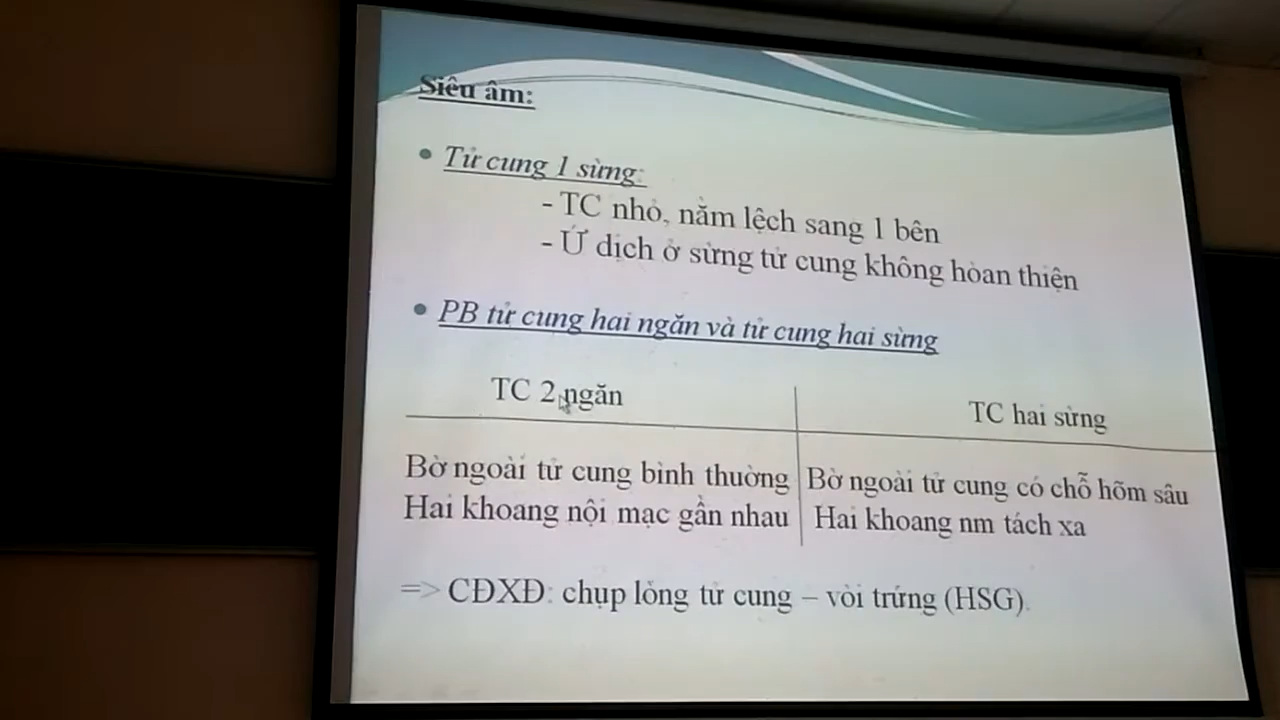 Siêu âm:
• Tử cung 1 sừng:
- TC nhỏ, nằm lệch sang 1 bên
- Ứ dịch ở sừng tử cung không hòan thiện
• PB tử cung hai ngăn và tử cung hai sừng
TC 2 ngăn
TC hai sừng
Bờ ngoài tử cung bình thuờng
Hai khoang nội mạc gần nhau
Bờ ngoài tử cung có chỗ hõm sâu
Hai khoang nm tách xa
=> CĐXĐ: chụp lỏng tử cung – vòi trứng (HSG).